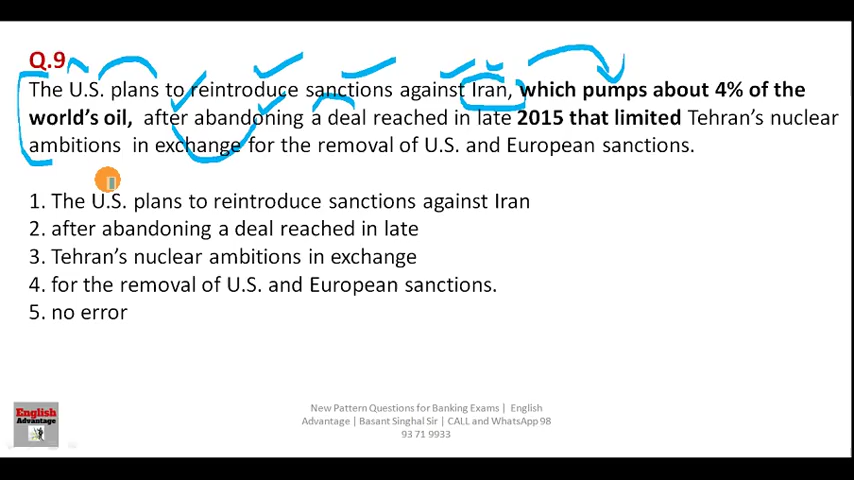 Q.9
The U.S. plans to reintroduce sanctions against Iran, which pumps about 4% of the
world's oil, after abandoning a deal reached in late 2015 that limited Tehran's nuclear
ambitions in exchange for the removal of U.S. and European sanctions.
1. The U.S. plans to reintroduce sanctions against Iran
2. after abandoning a deal reached in late
3. Tehran's nuclear ambitions in exchange
4. for the removal of U.S. and European sanctions.
5. no error
English
Advantage
New Pattern Questions for Banking Exams | English
Advantage | Basant Singhal Sir | CALL and WhatsApp 98
93 71 9933